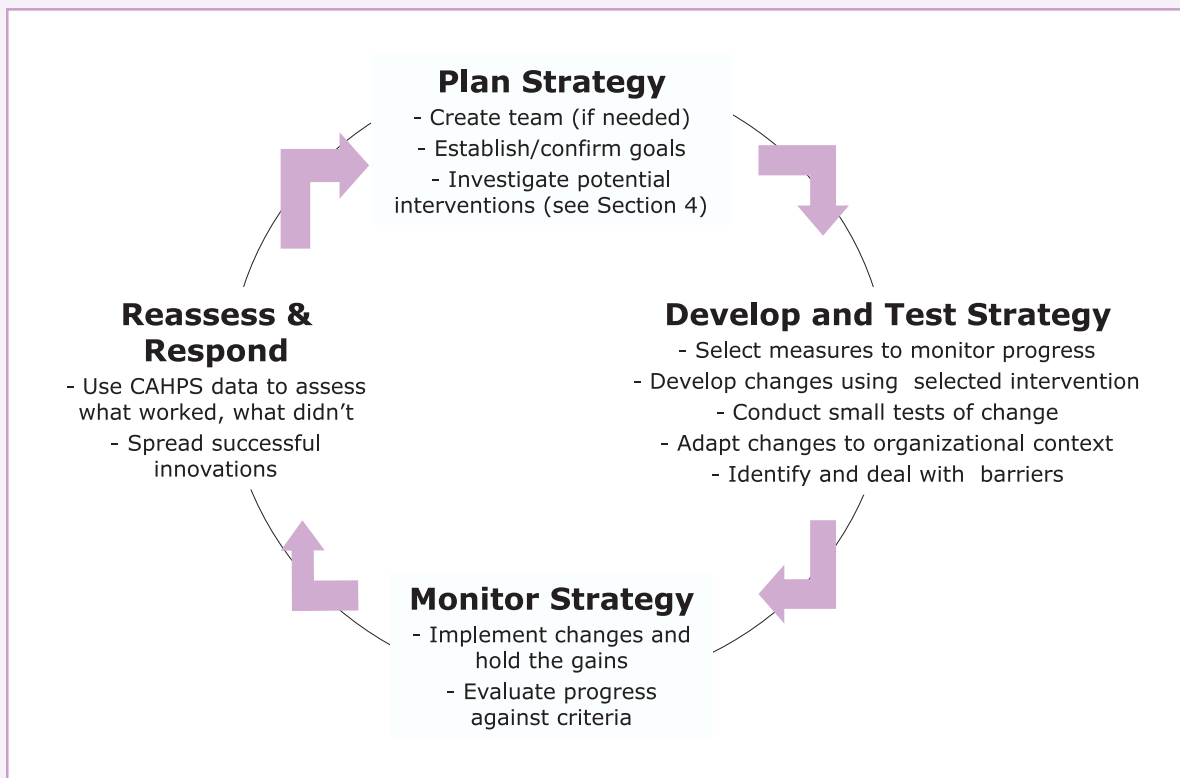 Plan Strategy
- Create team (if needed)
- Establish/confirm goals
- Investigate potential
interventions (see Section 4)
Develop and Test Strategy
- Select measures to monitor progress
- Develop changes using  selected intervention
- Conduct small tests of change
- Adapt changes to organizational context
- Identify and deal with  barriers
Monitor Strategy
- Implement changes and
hold the gains
- Evaluate progress
against criteria
Reassess &
Respond
- Use CAHPS data to assess
what worked, what didn’t
- Spread successful
innovations